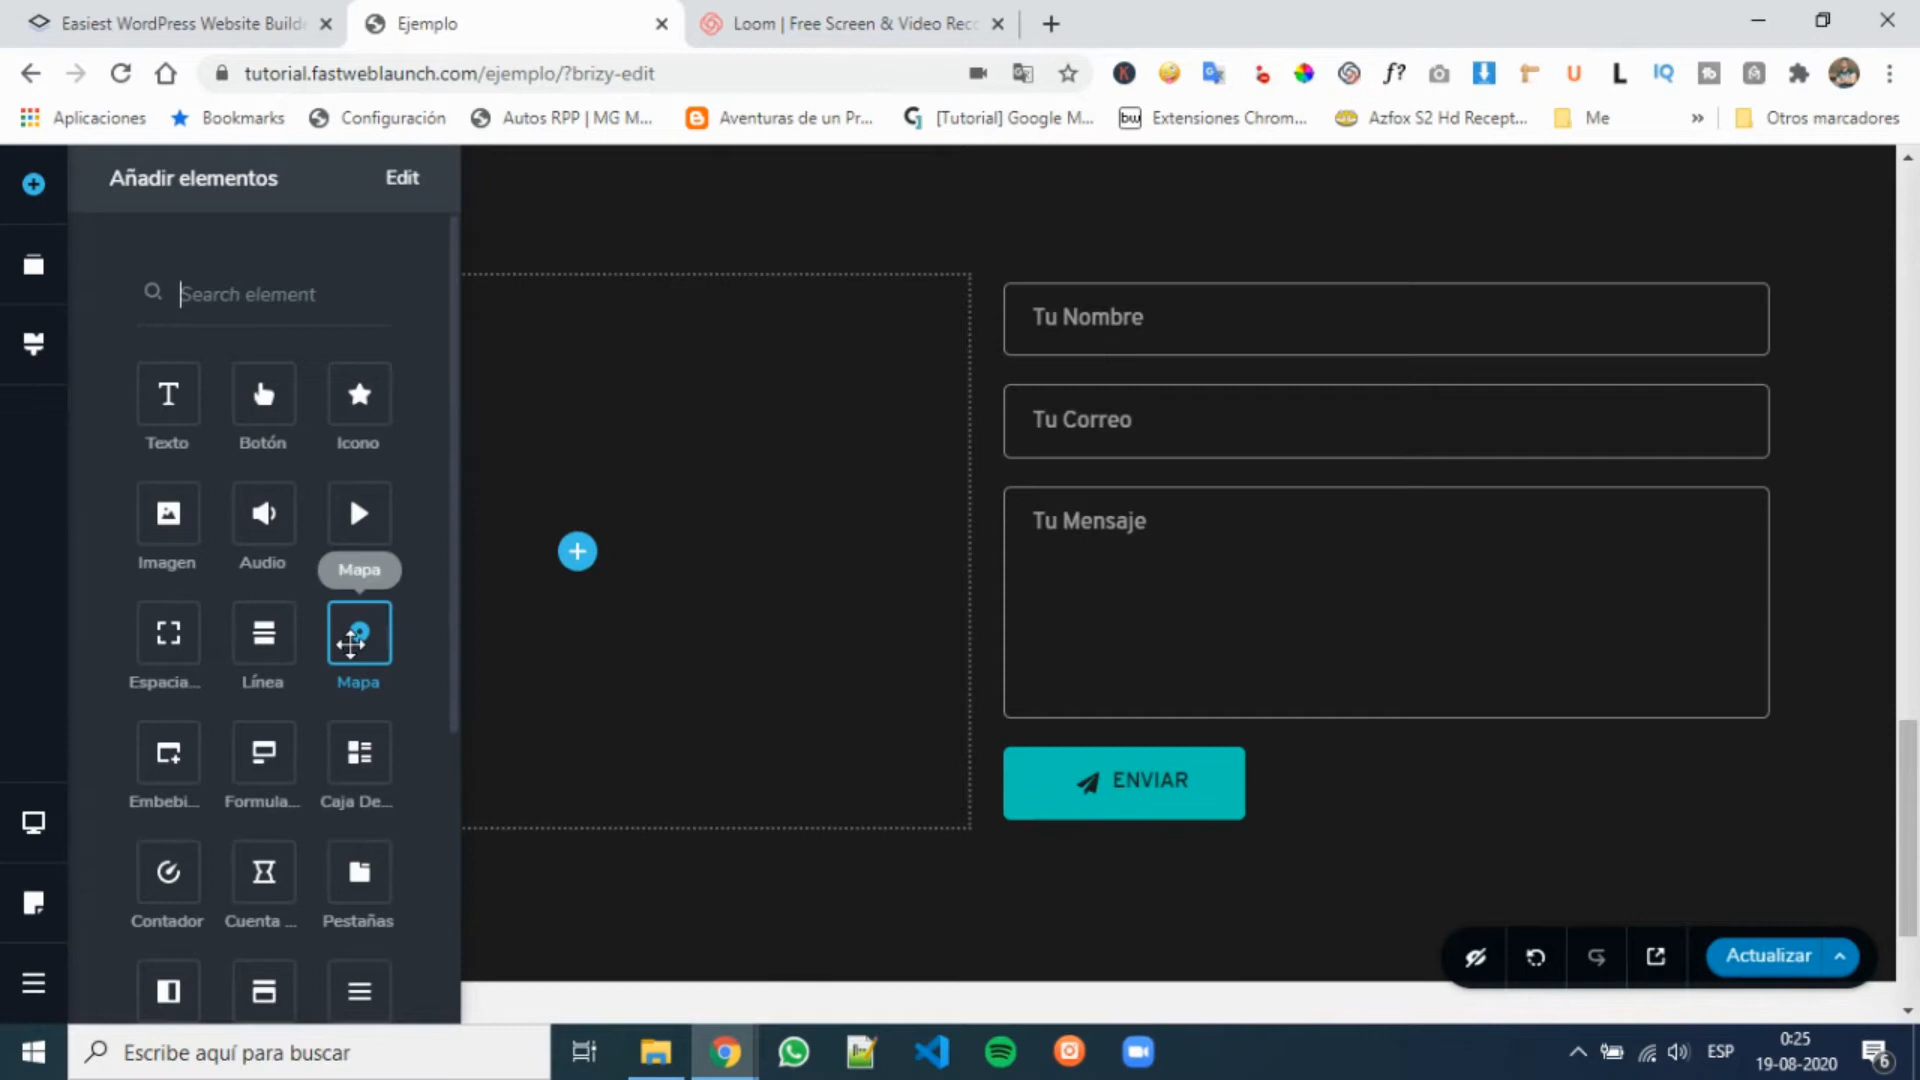 Easiest WordPress Website Builde
Ejemplo
Loom | Free Screen & Video Rec
tutorial.fastweblaunch.com/ejemplo/?brizy-edit
Aplicaciones
Bookmarks
Configuración
Autos RPP | MG M...
Aventuras de un Pr...
[Tutorial] Google M...
Extensiones Chrom...
Azfox S2 Hd Recept...
Me
»
Otros marcadores
Añadir elementos
Edit
Search element
Texto
Botón
Icono
Imagen
Audio
Mapa
Espacia...
Línea
Mapa
Embebi...
Formula...
Caja De...
Contador
Cuenta ...
Pestañas
Tu Nombre
Tu Correo
Tu Mensaje
ENVIAR
Actualizar
Escribe aquí para buscar
ESP
0:25
19-08-2020
6